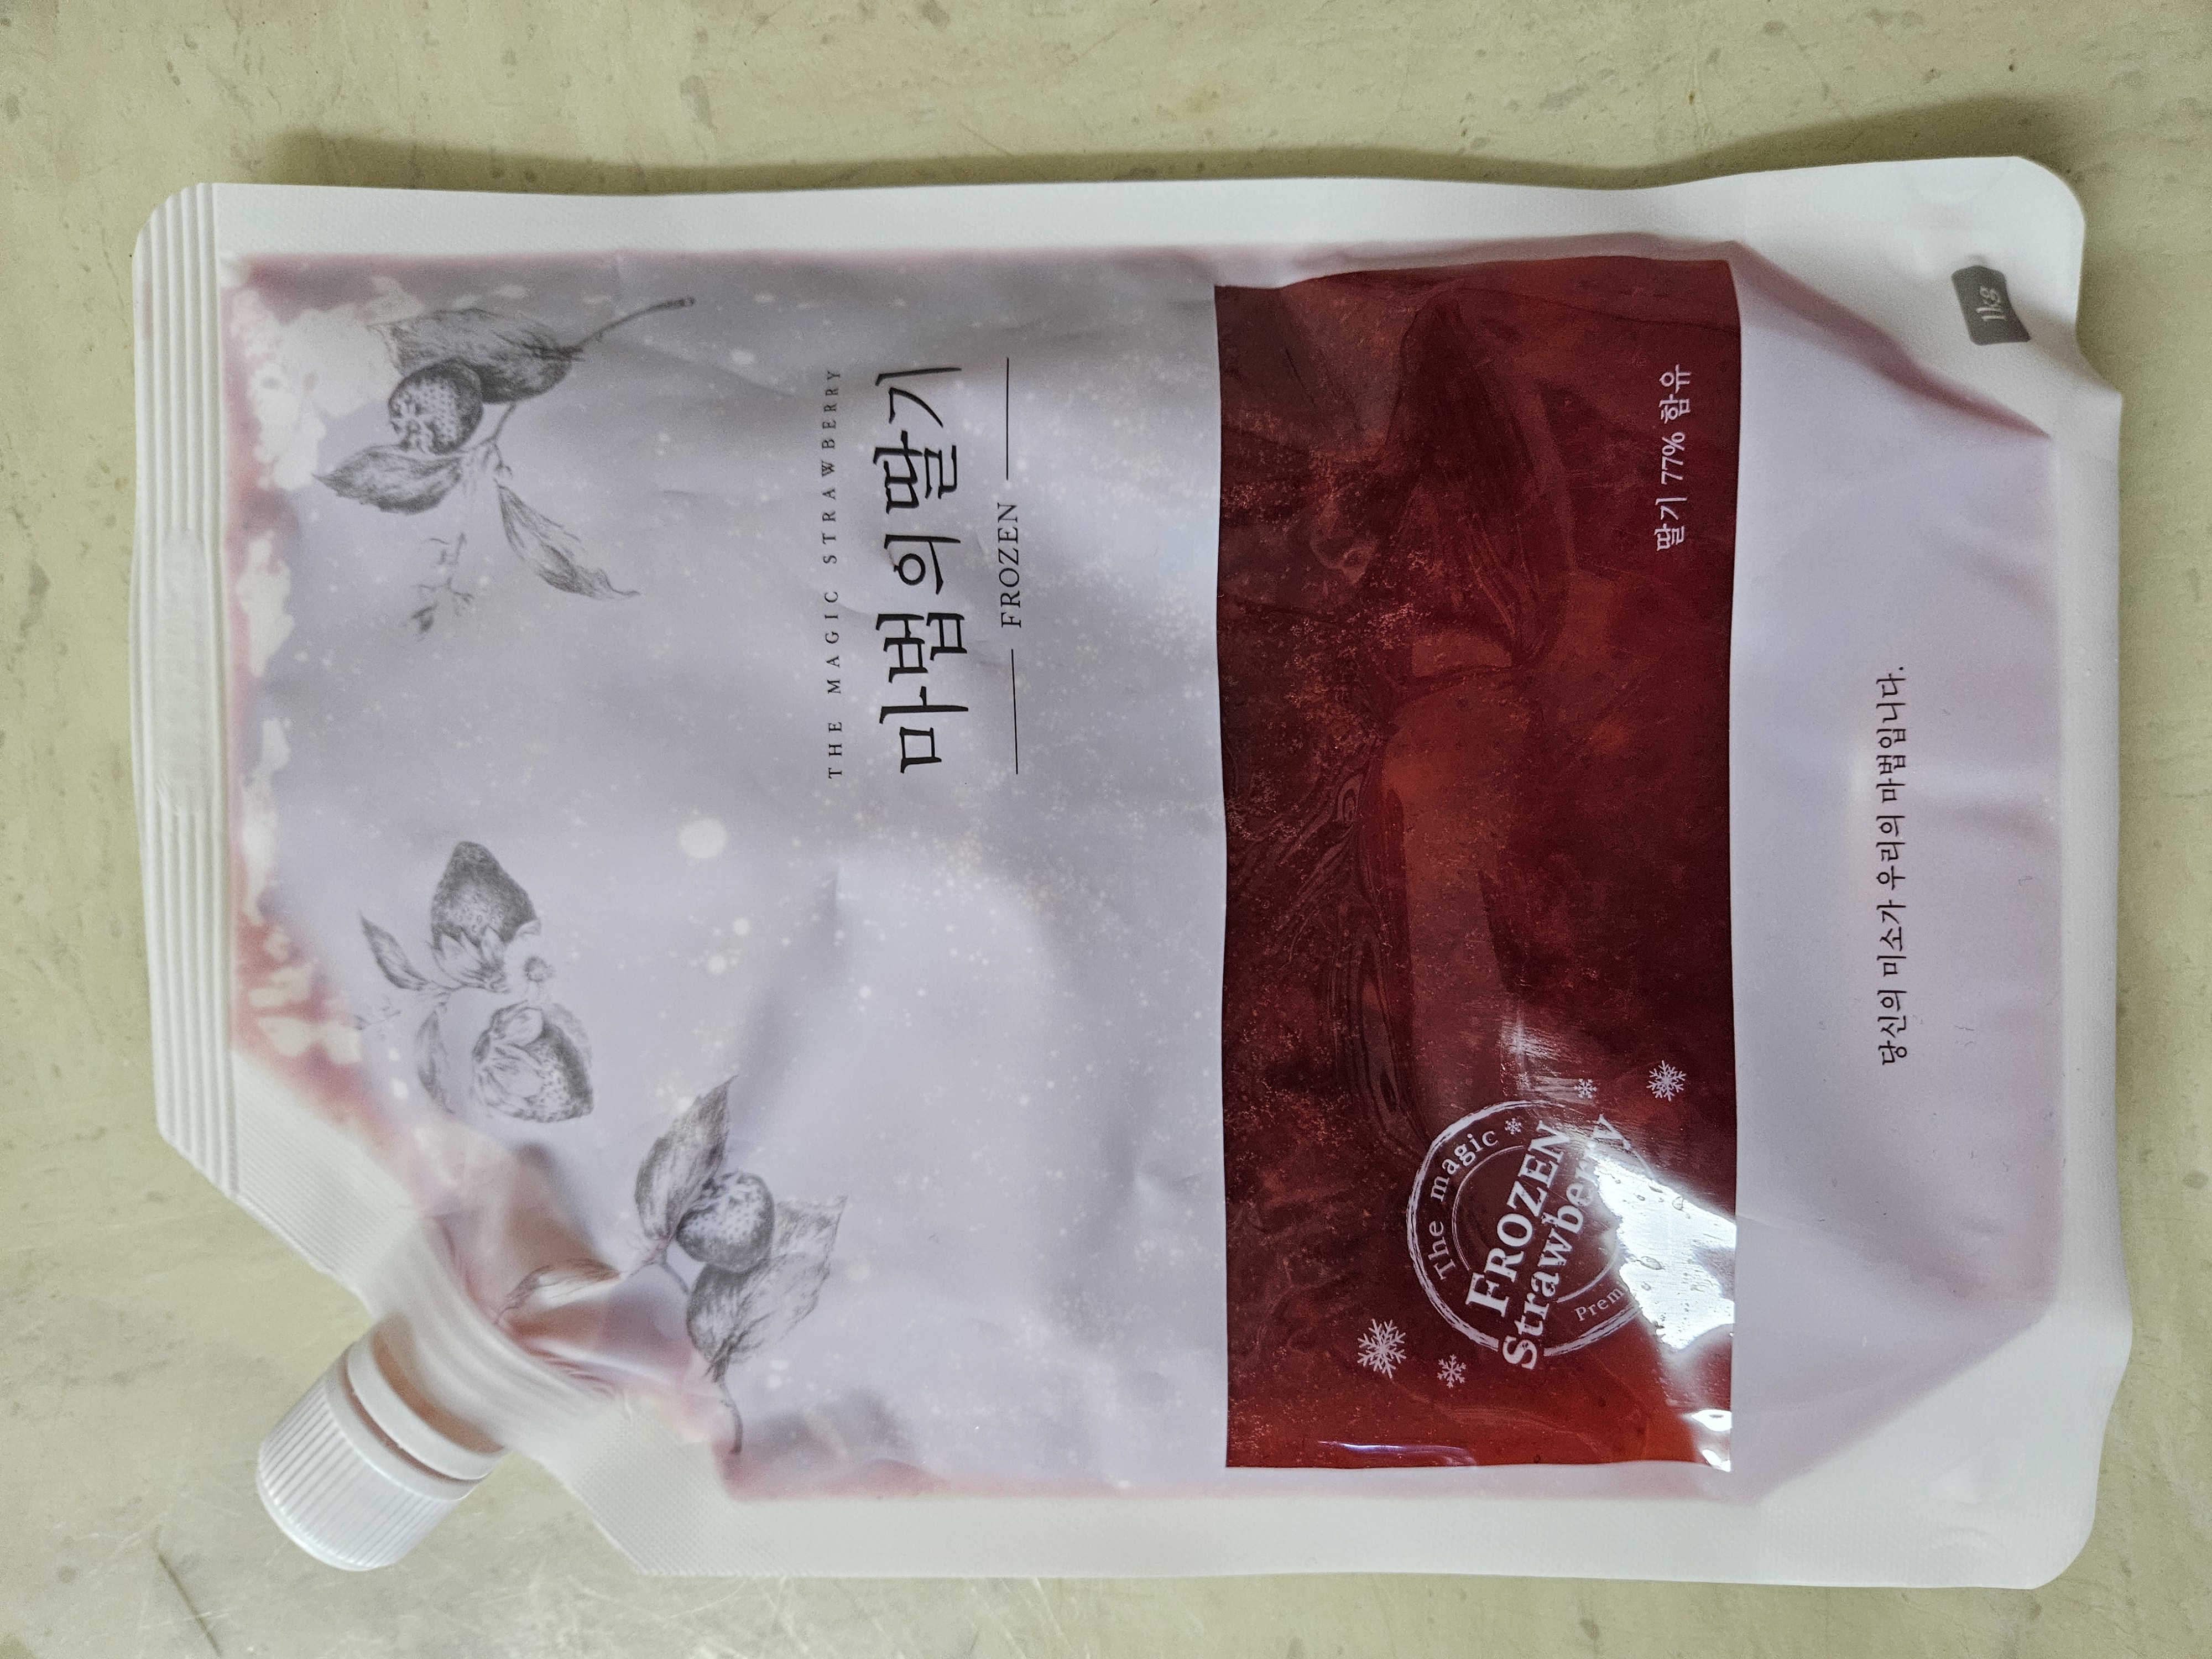 THE MAGIC STRAWBERRY
마법의 딸기
FROZEN
The magic
FROZEN
Strawberry
딸기 77% 함유
당신의 미소가 우리의 마법입니다.
1kg